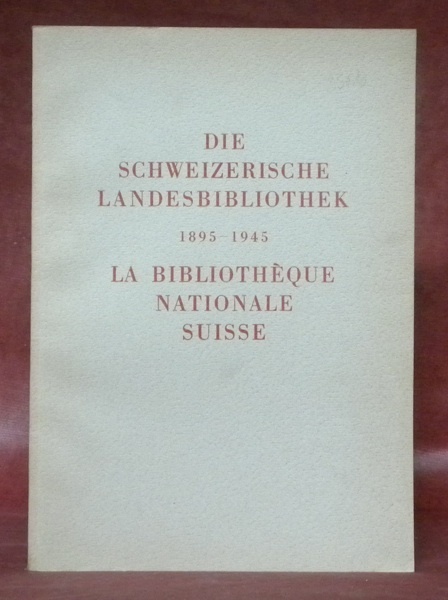 DIE
SCHWEIZERISCHE
LANDESBIBLIOTHEK
1895–1945
LA BIBLIOTHÈQUE
NATIONALE
SUISSE